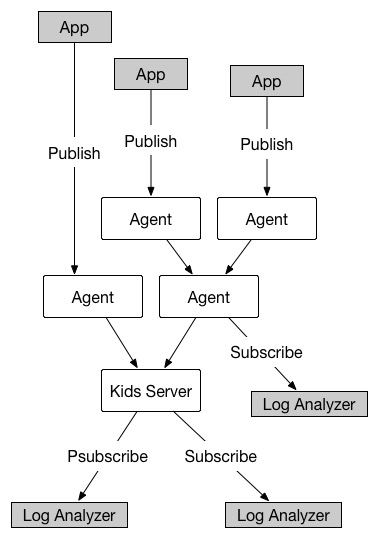 App
App
App
Publish
Publish
Publish
Agent
Agent
Agent
Agent
Subscribe
Kids Server
Log Analyzer
Psubscribe
Subscribe
Log Analyzer
Log Analyzer